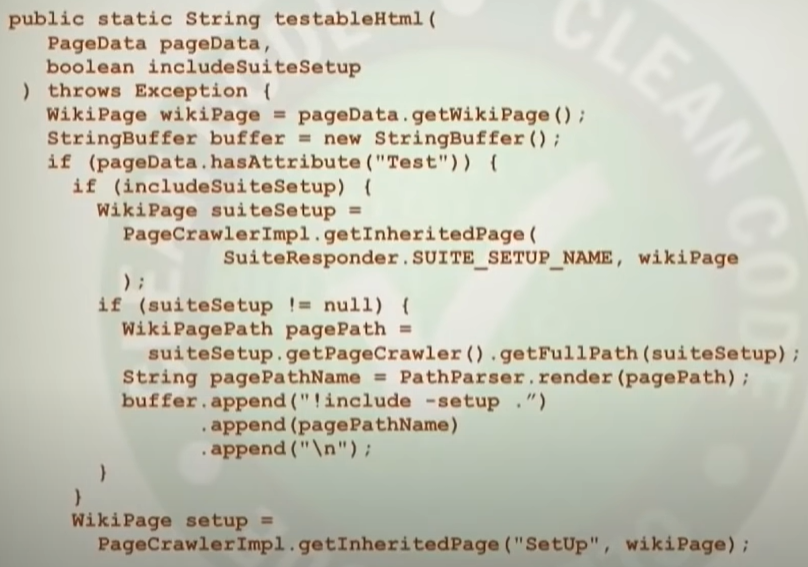 public static String testableHtml(
PageData pageData,
boolean includeSuiteSetup
) throws Exception {
WikiPage wikiPage = pageData.getWikiPage();
StringBuffer buffer = new StringBuffer();
if (pageData.hasAttribute("Test")) {
if (includeSuiteSetup) {
WikiPage suiteSetup =
PageCrawlerImpl.getInheritedPage(
SuiteResponder.SUITE_SETUP_NAME, wikiPage
);
if (suiteSetup != null) {
WikiPagePath pagePath =
suiteSetup.getPageCrawler().getFullPath(suiteSetup);
String pagePathName = PathParser.render(pagePath);
buffer.append("!include -setup .”)
.append(pagePathName)
.append("\n");
}
}
WikiPage setup =
PageCrawlerImpl.getInheritedPage("SetUp", wikiPage);
CLEAN CODE